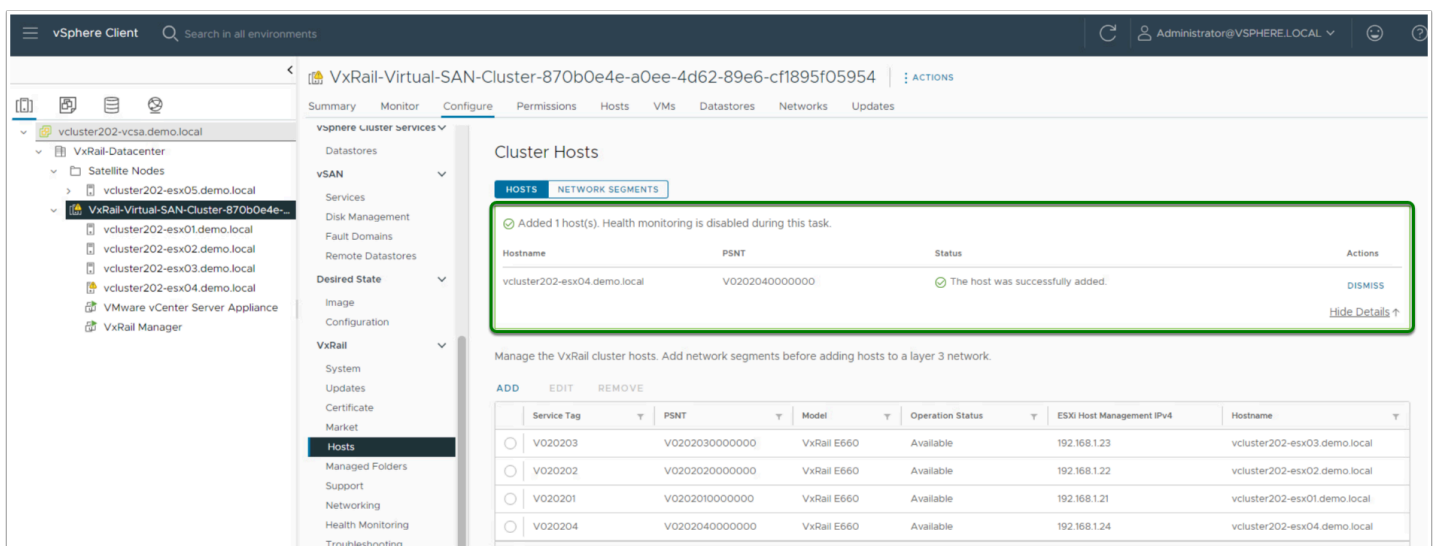 vSphere Client
Search in all environments
Administrator@VSPHERE.LOCAL
vcluster202-vcsa.demo.local
VxRail-Datacenter
Satellite Nodes
vcluster202-esx05.demo.local
VxRail-Virtual-SAN-Cluster-870b0e4e-...
vcluster202-esx01.demo.local
vcluster202-esx02.demo.local
vcluster202-esx03.demo.local
vcluster202-esx04.demo.local
VMware vCenter Server Appliance
VxRail Manager
VxRail-Virtual-SAN-Cluster-870b0e4e-a0ee-4d62-89e6-cf1895f05954
ACTIONS
Summary Monitor Configure Permissions Hosts VMs Datastores Networks Updates
vSphere Cluster Services
Datastores
vSAN
Services
Disk Management
Fault Domains
Remote Datastores
Desired State
Image
Configuration
VxRail
System
Updates
Certificate
Market
Hosts
Managed Folders
Support
Networking
Health Monitoring
Troubleshooting
Cluster Hosts
HOSTS NETWORK SEGMENTS
Added 1 host(s). Health monitoring is disabled during this task.
Hostname PSNT Status Actions
vcluster202-esx04.demo.local V0202040000000 The host was successfully added. DISMISS
Hide Details
Manage the VxRail cluster hosts. Add network segments before adding hosts to a layer 3 network.
ADD EDIT REMOVE
Service Tag PSNT Model Operation Status ESXi Host Management IPv4 Hostname
V020203 V0202030000000 VxRail E660 Available 192.168.1.23 vcluster202-esx03.demo.local
V020202 V0202020000000 VxRail E660 Available 192.168.1.22 vcluster202-esx02.demo.local
V020201 V0202010000000 VxRail E660 Available 192.168.1.21 vcluster202-esx01.demo.local
V020204 V0202040000000 VxRail E660 Available 192.168.1.24 vcluster202-esx04.demo.local